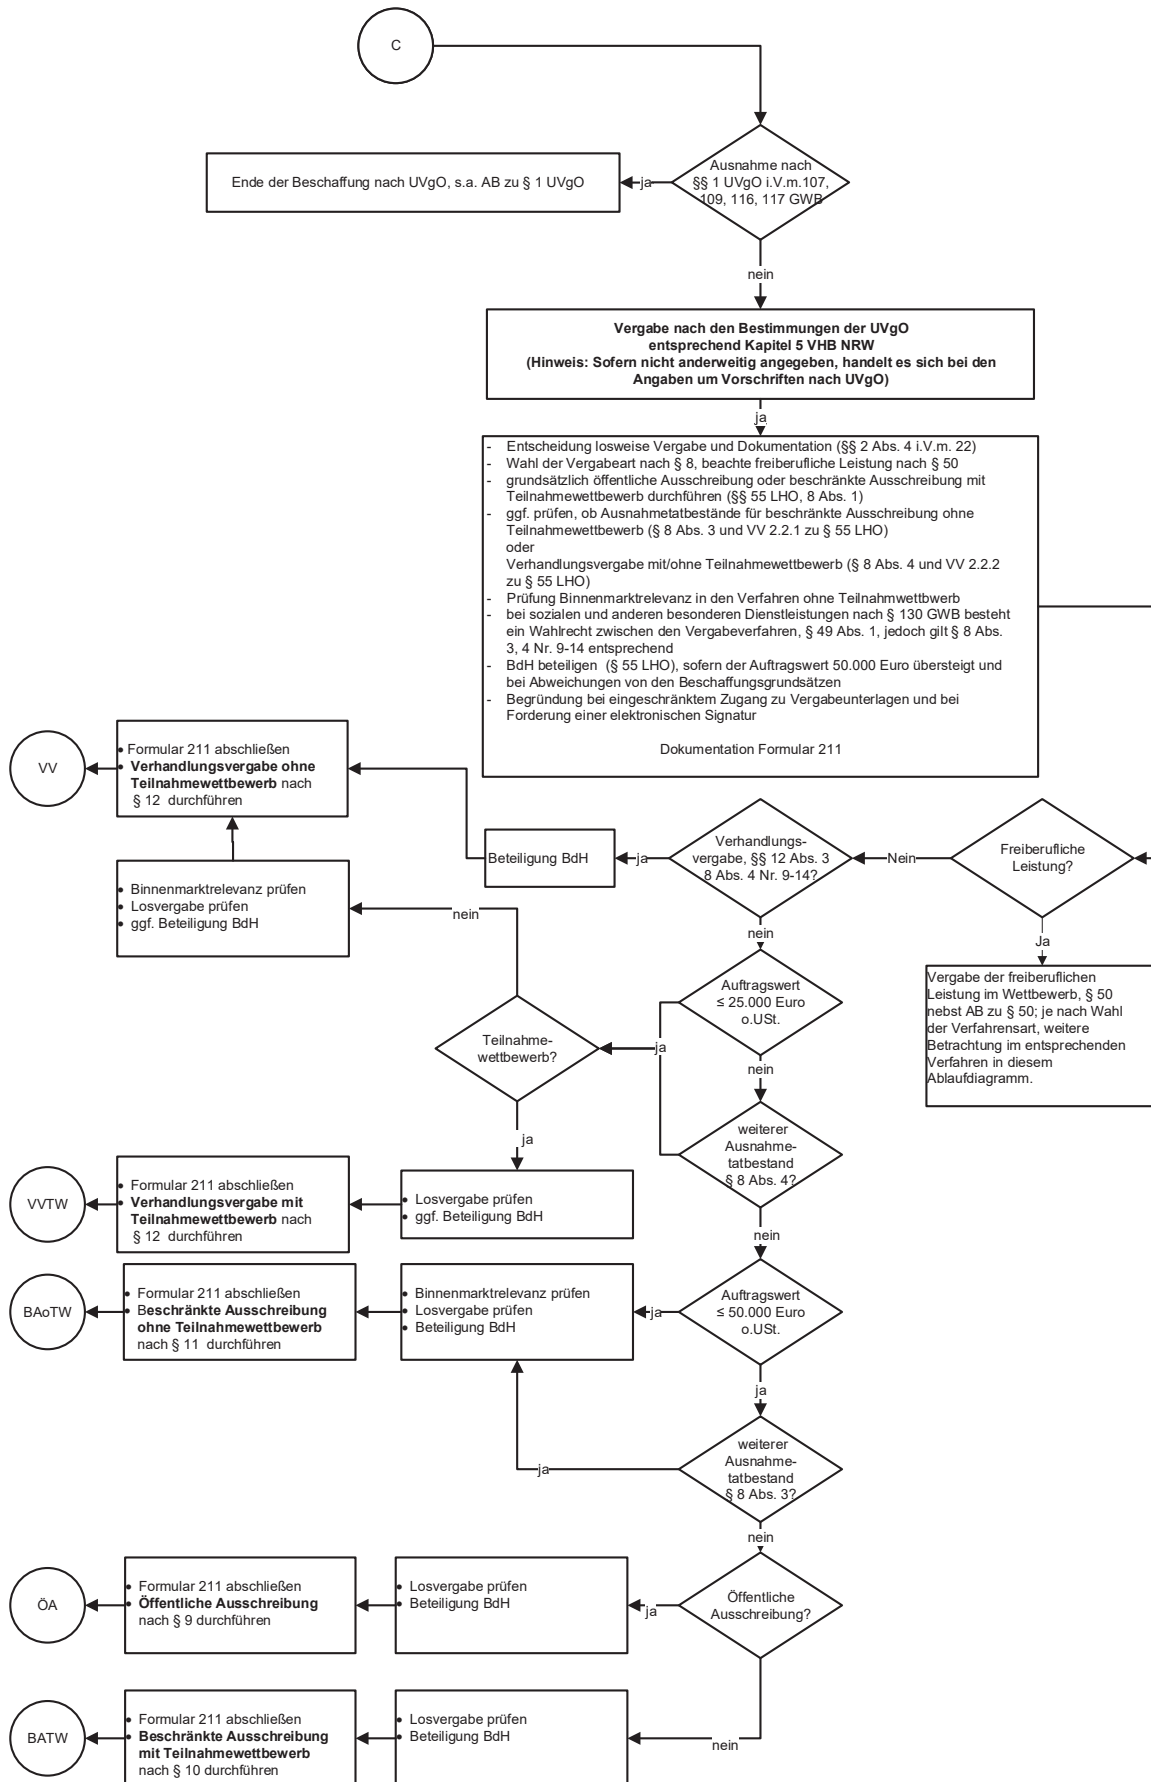 C
Ausnahme nach
§§ 1 UVgO i.V.m.107,
109, 116, 117 GWB
ja
Ende der Beschaffung nach UVgO, s.a. AB zu § 1 UVgO
nein
Vergabe nach den Bestimmungen der UVgO
entsprechend Kapitel 5 VHB NRW
(Hinweis: Sofern nicht anderweitig angegeben, handelt es sich bei den
Angaben um Vorschriften nach UVgO)
ja
- Entscheidung losweise Vergabe und Dokumentation (§§ 2 Abs. 4 i.V.m. 22)
- Wahl der Vergabeart nach § 8, beachte freiberufliche Leistung nach § 50
- grundsätzlich öffentliche Ausschreibung oder beschränkte Ausschreibung mit
Teilnahmewettbewerb durchführen (§§ 55 LHO, 8 Abs. 1)
- ggf. prüfen, ob Ausnahmetatbestände für beschränkte Ausschreibung ohne
Teilnahmewettbewerb (§ 8 Abs. 3 und VV 2.2.1 zu § 55 LHO)
oder
Verhandlungsvergabe mit/ohne Teilnahmewettbewerb (§ 8 Abs. 4 und VV 2.2.2
zu § 55 LHO)
- Prüfung Binnenmarktrelevanz in den Verfahren ohne Teilnahmwettbwerb
- bei sozialen und anderen besonderen Dienstleistungen nach § 130 GWB besteht
ein Wahlrecht zwischen den Vergabeverfahren, § 49 Abs. 1, jedoch gilt § 8 Abs.
3, 4 Nr. 9-14 entsprechend
- BdH beteiligen (§ 55 LHO), sofern der Auftragswert 50.000 Euro übersteigt und
bei Abweichungen von den Beschaffungsgrundsätzen
- Begründung bei eingeschränktem Zugang zu Vergabeunterlagen und bei
Forderung einer elektronischen Signatur
Dokumentation Formular 211
Freiberufliche
Leistung?
Ja
Vergabe der freiberuflichen
Leistung im Wettbewerb, § 50
nebst AB zu § 50; je nach Wahl
der Verfahrensart, weitere
Betrachtung im entsprechenden
Verfahren in diesem
Ablaufdiagramm.
Nein
Verhandlungs-
vergabe, §§ 12 Abs. 3
8 Abs. 4 Nr. 9-14?
ja
Beteiligung BdH
• Formular 211 abschließen
• Verhandlungsvergabe ohne
Teilnahmewettbewerb nach
§ 12 durchführen
VV
nein
Auftragswert
≤ 25.000 Euro
o.USt.
ja
Teilnahme-
wettbewerb?
nein
• Binnenmarktrelevanz prüfen
• Losvergabe prüfen
• ggf. Beteiligung BdH
nein
weiterer
Ausnahme-
tatbestand
§ 8 Abs. 4?
ja
• Losvergabe prüfen
• ggf. Beteiligung BdH
• Formular 211 abschließen
• Verhandlungsvergabe mit
Teilnahmewettbewerb nach
§ 12 durchführen
VVTW
nein
Auftragswert
≤ 50.000 Euro
o.USt.
ja
• Binnenmarktrelevanz prüfen
• Losvergabe prüfen
• Beteiligung BdH
• Formular 211 abschließen
• Beschränkte Ausschreibung
ohne Teilnahmewettbewerb
nach § 11 durchführen
BAoTW
ja
weiterer
Ausnahme-
tatbestand
§ 8 Abs. 3?
ja
nein
Öffentliche
Ausschreibung?
ja
• Losvergabe prüfen
• Beteiligung BdH
• Formular 211 abschließen
• Öffentliche Ausschreibung
nach § 9 durchführen
ÖA
nein
• Losvergabe prüfen
• Beteiligung BdH
• Formular 211 abschließen
• Beschränkte Ausschreibung
mit Teilnahmewettbewerb
nach § 10 durchführen
BATW